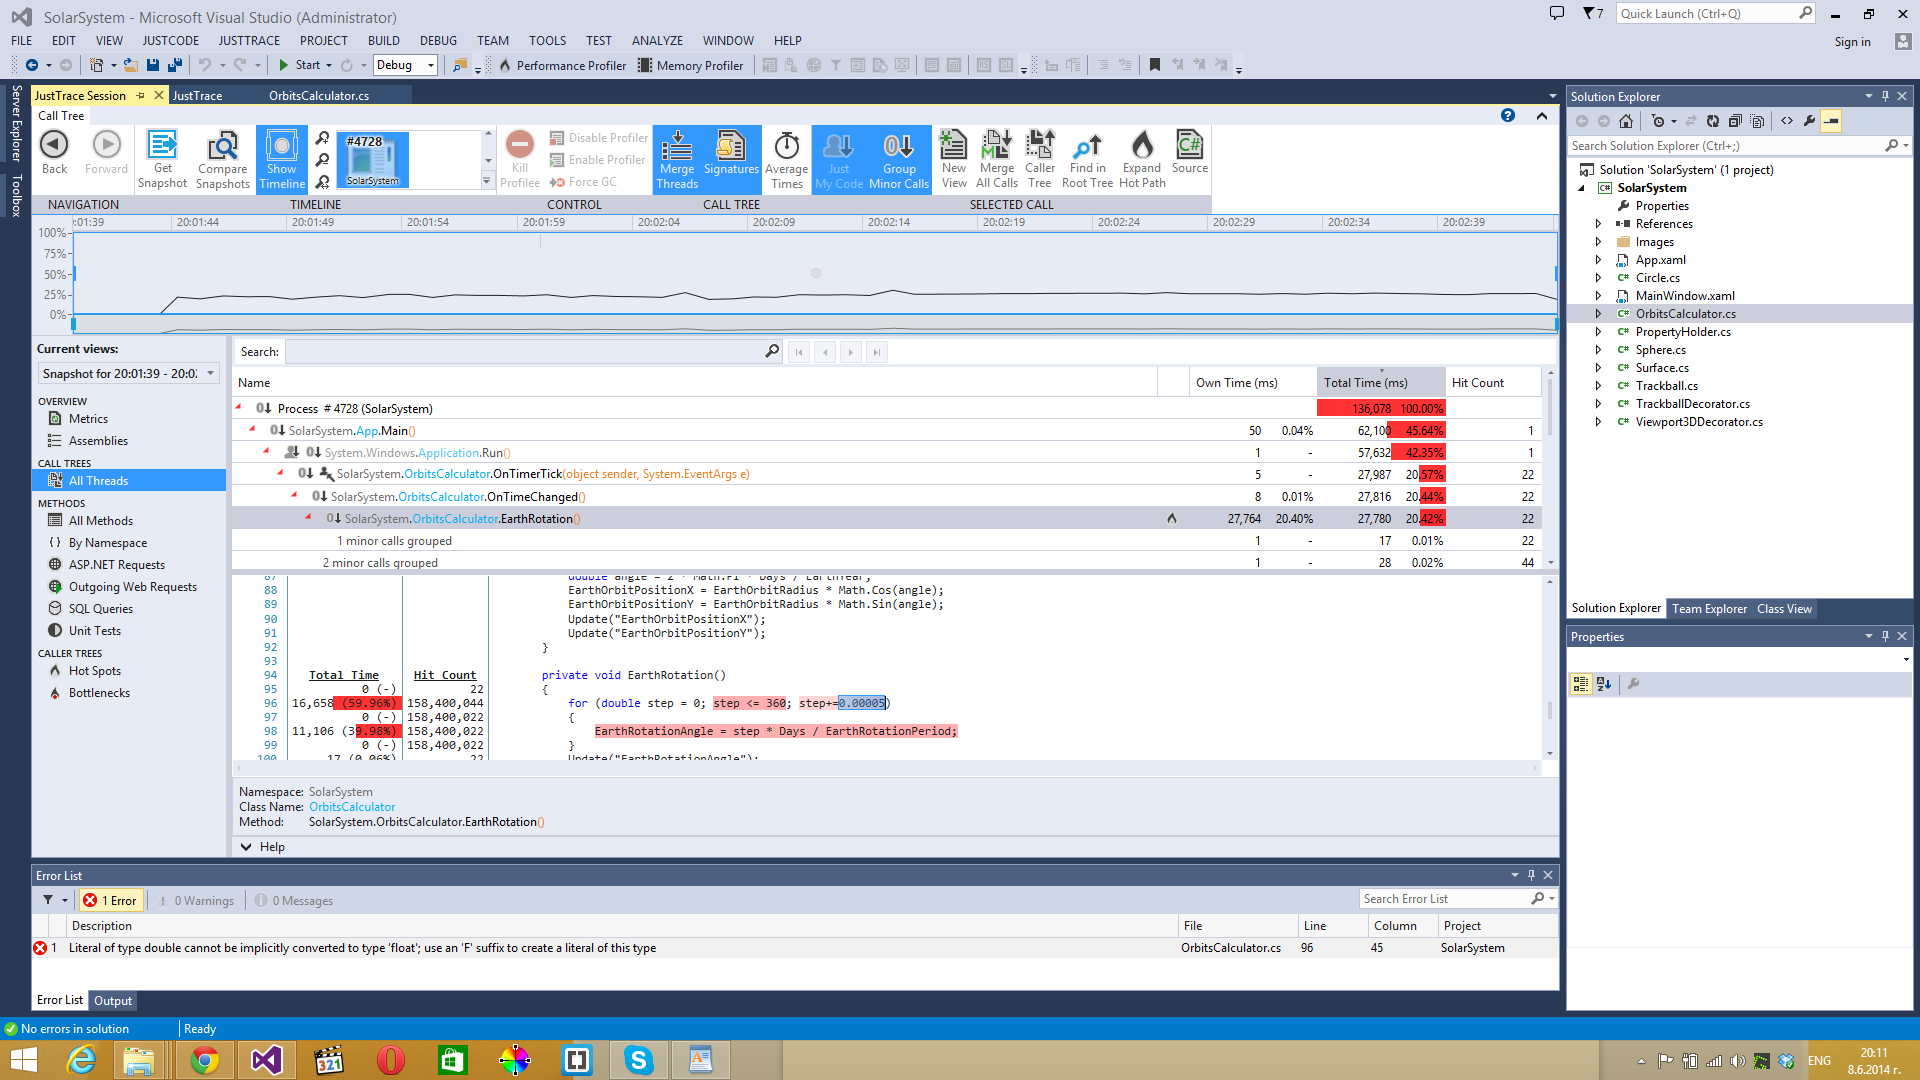 SolarSystem - Microsoft Visual Studio (Administrator)
7
Quick Launch (Ctrl+Q)
FILE EDIT VIEW JUSTCODE JUSTTRACE PROJECT BUILD DEBUG TEAM TOOLS TEST ANALYZE WINDOW HELP
Sign in
Start Debug Performance Profiler Memory Profiler
Server Explorer
Toolbox
JustTrace Session JustTrace OrbitsCalculator.cs
Call Tree
Back
Forward
Get Snapshot
Compare Snapshots
Show Timeline
#4728
SolarSystem
Kill Profilee
Disable Profiler
Enable Profiler
Force GC
Merge Threads
Signatures
Average Times
Just My Code
Group Minor Calls
New View
Merge All Calls
Caller Tree
Find in Root Tree
Expand Hot Path
Source
NAVIGATION TIMELINE CONTROL CALL TREE SELECTED CALL
:01:39 20:01:44 20:01:49 20:01:54 20:01:59 20:02:04 20:02:09 20:02:14 20:02:19 20:02:24 20:02:29 20:02:34 20:02:39
100%
75%
50%
25%
0%
Current views:
Snapshot for 20:01:39 - 20:0
OVERVIEW
Metrics
Assemblies
CALL TREES
All Threads
METHODS
All Methods
By Namespace
ASP.NET Requests
Outgoing Web Requests
SQL Queries
Unit Tests
CALLER TREES
Hot Spots
Bottlenecks
Search:
Name Own Time (ms) Total Time (ms) Hit Count
Process # 4728 (SolarSystem) 136,078 100.00%
SolarSystem.App.Main() 50 0.04% 62,100 45.64% 1
System.Windows.Application.Run() 1 - 57,632 42.35% 1
SolarSystem.OrbitsCalculator.OnTimerTick(object sender, System.EventArgs e) 5 - 27,987 20.57% 22
SolarSystem.OrbitsCalculator.OnTimeChanged() 8 0.01% 27,816 20.44% 22
SolarSystem.OrbitsCalculator.EarthRotation() 27,764 20.40% 27,780 20.42% 22
1 minor calls grouped 1 - 17 0.01% 22
2 minor calls grouped 1 - 28 0.02% 44
87 double angle = 2 * Math.PI * Days / EarthYear;
88 EarthOrbitPositionX = EarthOrbitRadius * Math.Cos(angle);
89 EarthOrbitPositionY = EarthOrbitRadius * Math.Sin(angle);
90 Update("EarthOrbitPositionX");
91 Update("EarthOrbitPositionY");
92 }
93
94 Total Time Hit Count private void EarthRotation()
95 0 (-) 22 {
96 16,658 (59.96%) 158,400,044 for (double step = 0; step <= 360; step+=0.00005)
97 0 (-) 158,400,022 {
98 11,106 (39.98%) 158,400,022 EarthRotationAngle = step * Days / EarthRotationPeriod;
99 0 (-) 158,400,022 }
100 17 (0.06%) 22 Update("EarthRotationAngle");
Namespace: SolarSystem
Class Name: OrbitsCalculator
Method: SolarSystem.OrbitsCalculator.EarthRotation()
Help
Error List
1 Error 0 Warnings 0 Messages
Search Error List
Description File Line Column Project
1 Literal of type double cannot be implicitly converted to type 'float'; use an 'F' suffix to create a literal of this type OrbitsCalculator.cs 96 45 SolarSystem
Error List Output
No errors in solution Ready
Solution Explorer
Search Solution Explorer (Ctrl+;)
Solution 'SolarSystem' (1 project)
SolarSystem
Properties
References
Images
App.xaml
Circle.cs
MainWindow.xaml
OrbitsCalculator.cs
PropertyHolder.cs
Sphere.cs
Surface.cs
Trackball.cs
TrackballDecorator.cs
Viewport3DDecorator.cs
Solution Explorer Team Explorer Class View
Properties
321
ENG
20:11
8.6.2014 г.